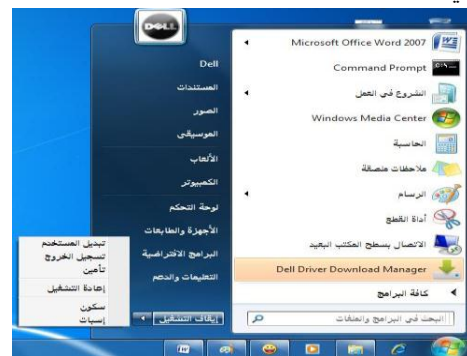 DELL
Microsoft Office Word 2007
Command Prompt
الشروع في العمل
Windows Media Center
الحاسبة
ملاحظات ملصقة
الرسام
أداة القطع
الاتصال بسطح المكتب البعيد
Dell Driver Download Manager
كافة البرامج
البحث في البرامج والملفات
Dell
المستندات
الصور
الموسيقى
الألعاب
الكمبيوتر
لوحة التحكم
الأجهزة والطابعات
البرامج الافتراضية
التعليمات والدعم
إيقاف التشغيل
تبديل المستخدم
تسجيل الخروج
تأمين
إعادة التشغيل
سكون
إسبات